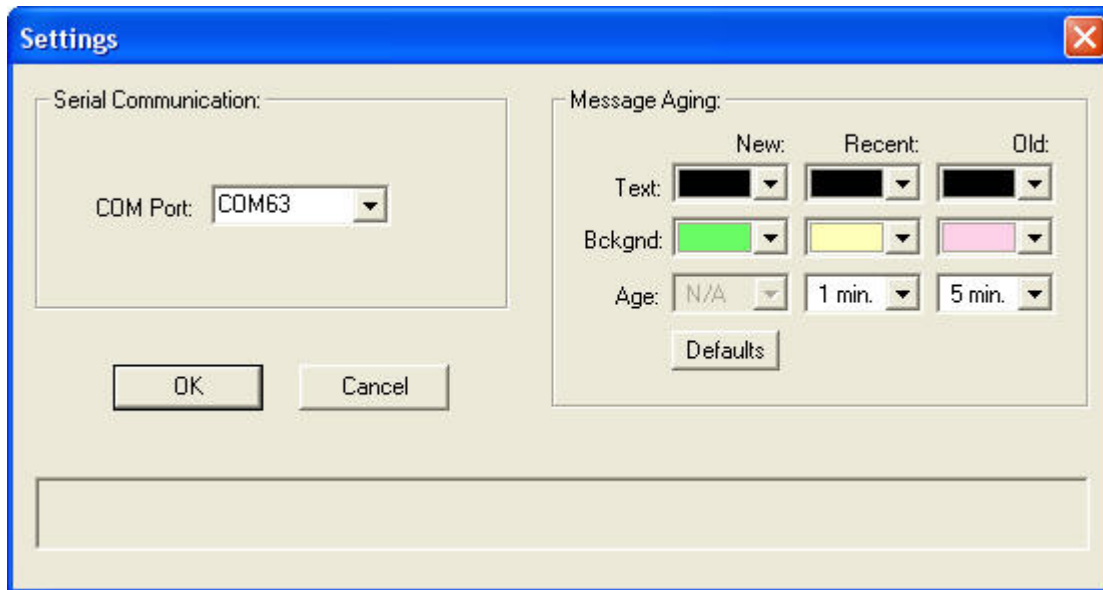 Settings
Serial Communication:
COM Port: COM63
OK Cancel
Message Aging:
New: Recent: Old:
Text:
Bckgnd:
Age: N/A 1 min. 5 min.
Defaults